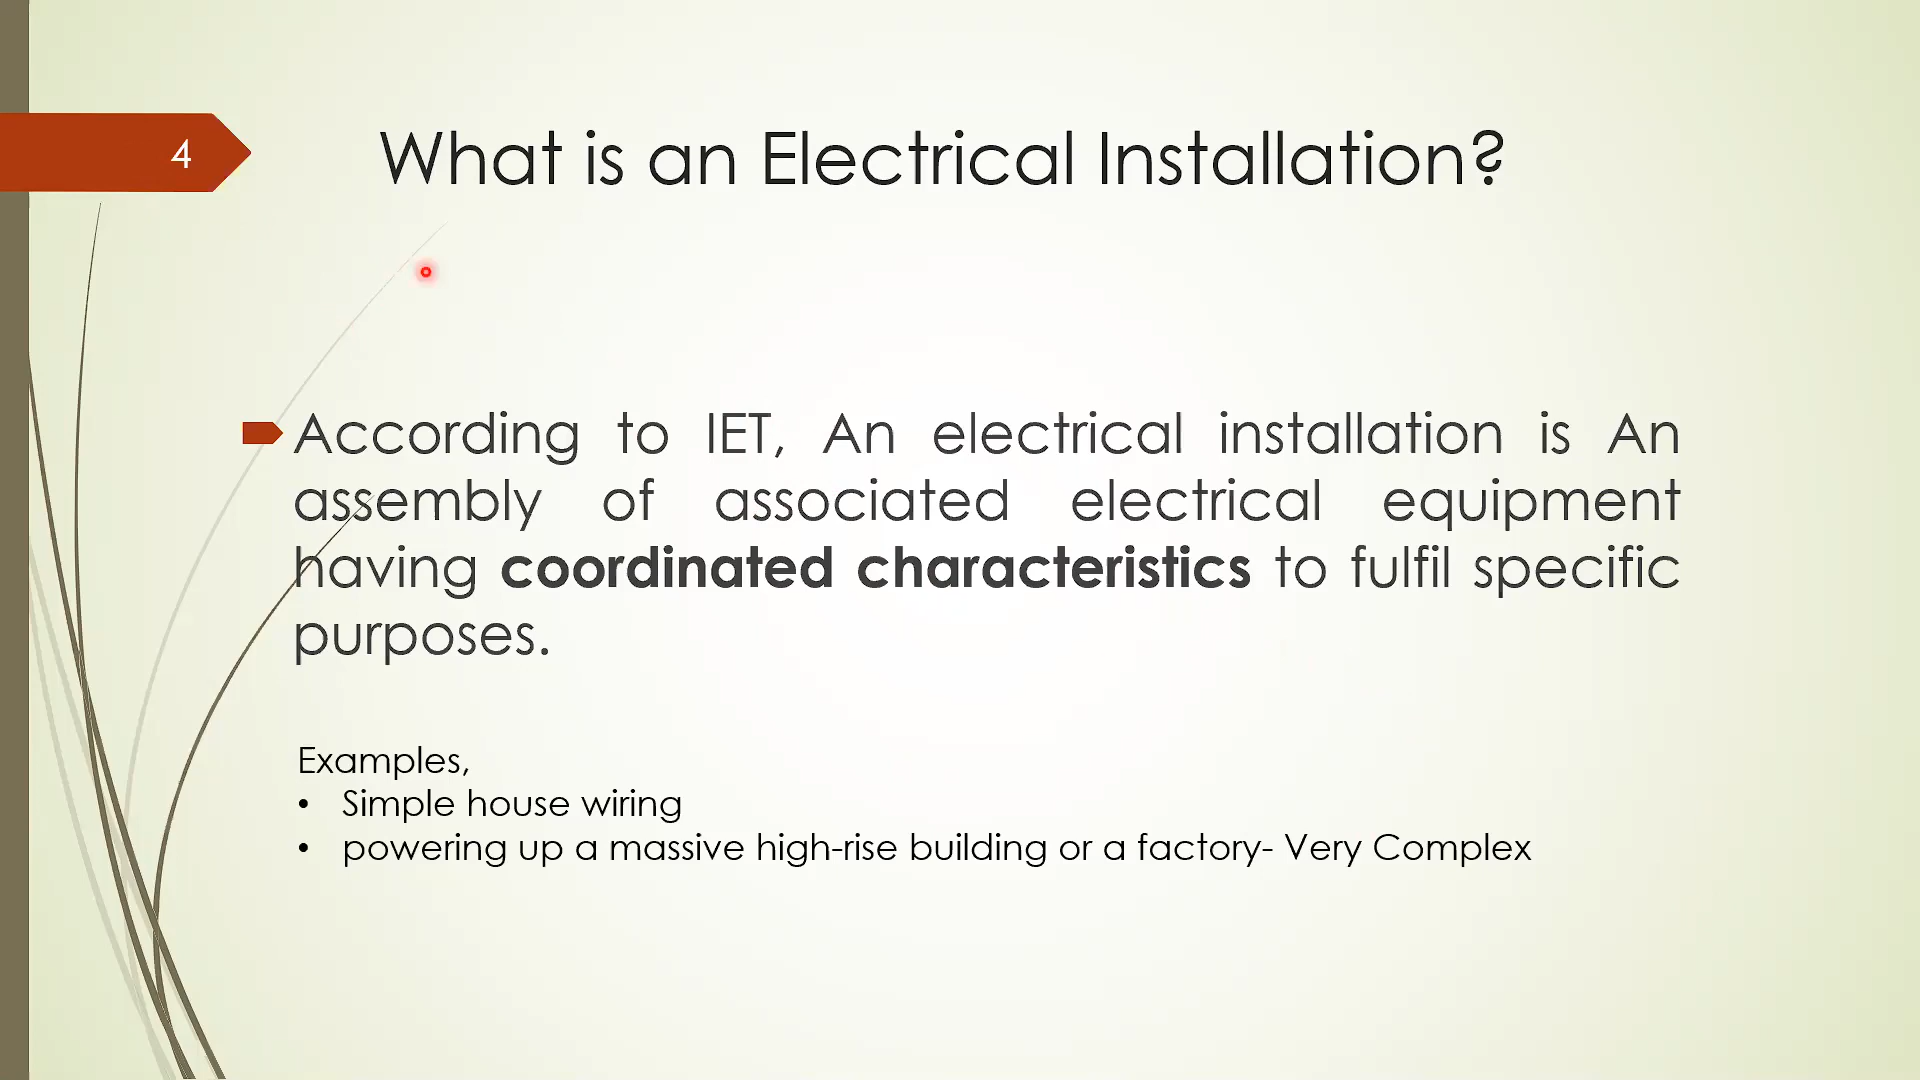 4
What is an Electrical Installation?
According to IET, An electrical installation is An
assembly of associated electrical equipment
having coordinated characteristics to fulfil specific
purposes.
Examples,
• Simple house wiring
• powering up a massive high-rise building or a factory- Very Complex